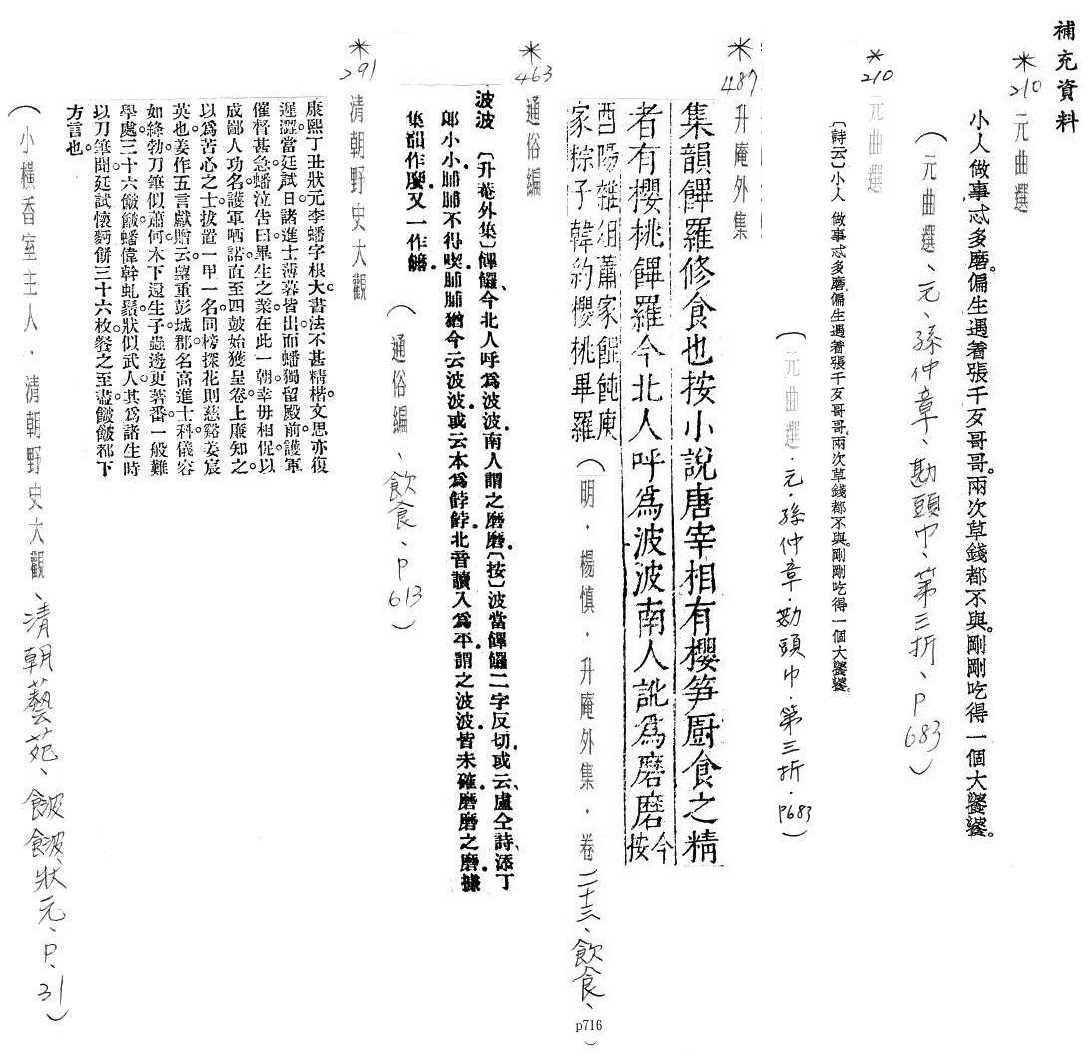 補充資料
*210 元曲選
小人做事忒多磨。偏生遇着張千歹哥哥。兩次草錢都不與。剛剛吃得一個大饝饝。
（元曲選、元、孫仲章、勘頭巾、第三折、P683）
*210 元曲選
〔詩云〕小人做事忒多磨偏生遇着張千歹哥哥。兩次草錢都不與。剛剛吃得一個大饝饝。
（元曲選．元．孫仲章．勘頭巾．第三折．P683）
*487 升庵外集
集韻饆饠修食也按小說唐宰相有櫻笋厨食之精
者有櫻桃饆饠今北人呼爲波波南人訛爲磨磨今按
酉陽雜俎蕭家餛飩庾
家粽子韓約櫻桃畢羅
（明．楊慎．升庵外集．卷二十三、飲食、p716）
*463 通俗編
波波 〔升菴外集〕饆饠、今北人呼爲波波。南人謂之磨磨。〔按〕波當饆饠二字反切。或云、盧仝詩、添丁
郎小小。脯脯不得喫。脯脯猶今云波波。或云本爲餑餑。北音讀入爲平。謂之波波。皆未確。磨磨之磨。據
集韻作䭩。又一作饝
（通俗編、飲食、P613）
*291 清朝野史大觀
康熙丁丑狀元李蟠字根大書法不甚精楷。文思亦復
遲澀當廷試日諸進士薄暮皆出而蟠獨留殿前護軍
催督甚急蟠泣告曰畢生之業在此一朝幸毋相促以
成鄙人功名護軍哂諾直至四鼓始獲呈卷上廉知之
以爲苦心之士拔置一甲一名。同榜探花則慈谿姜宸
英也。姜作五言獻贈云。望重彭城郡。名高進士科。儀容
如絳勃。刀筆似蕭何。木下還生子。蟲邊更著番。一般難
學處。三十六餑餑。蟠偉幹虬髯狀似武人。其爲諸生時
以刀筆聞廷試懷麪餅三十六枚餐之至盡餑餑都下
方言也。
（小橫香室主人．清朝野史大觀、清朝藝苑、餑餑狀元、P．31）